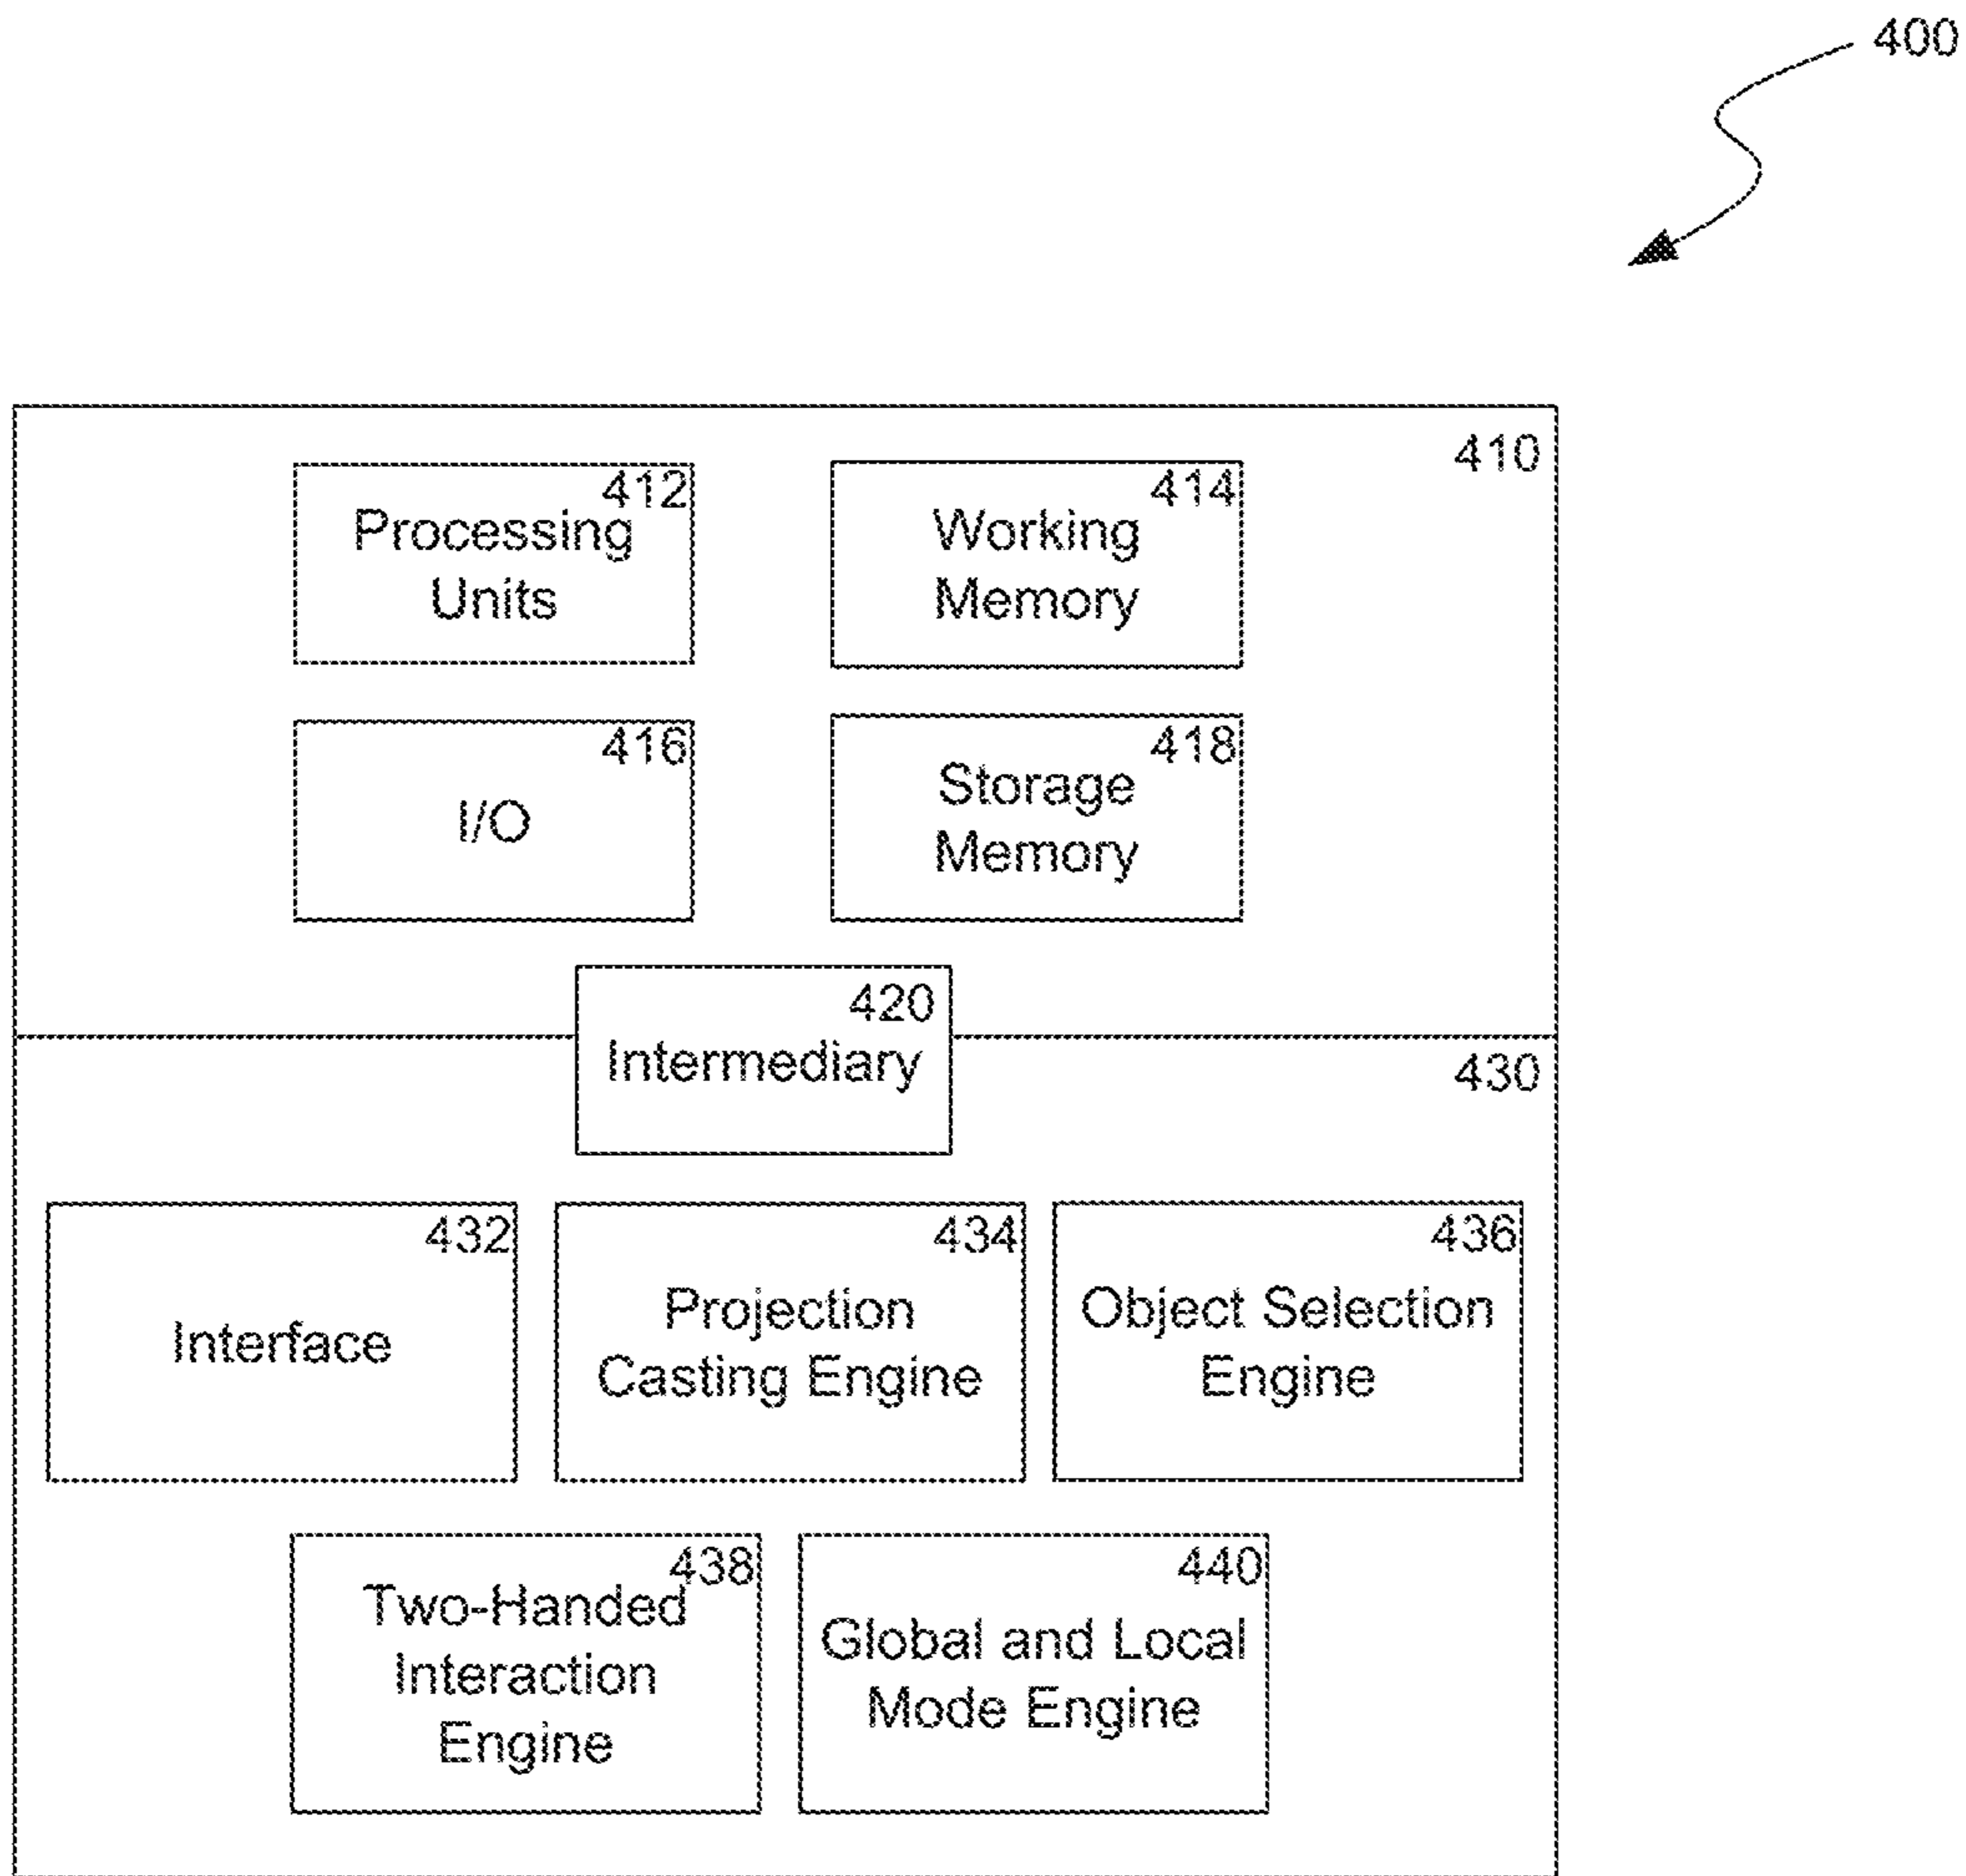 400
410
412
Processing
Units
414
Working
Memory
416
I/O
418
Storage
Memory
420
Intermediary
430
432
Interface
434
Projection
Casting Engine
436
Object Selection
Engine
438
Two-Handed
Interaction
Engine
440
Global and Local
Mode Engine